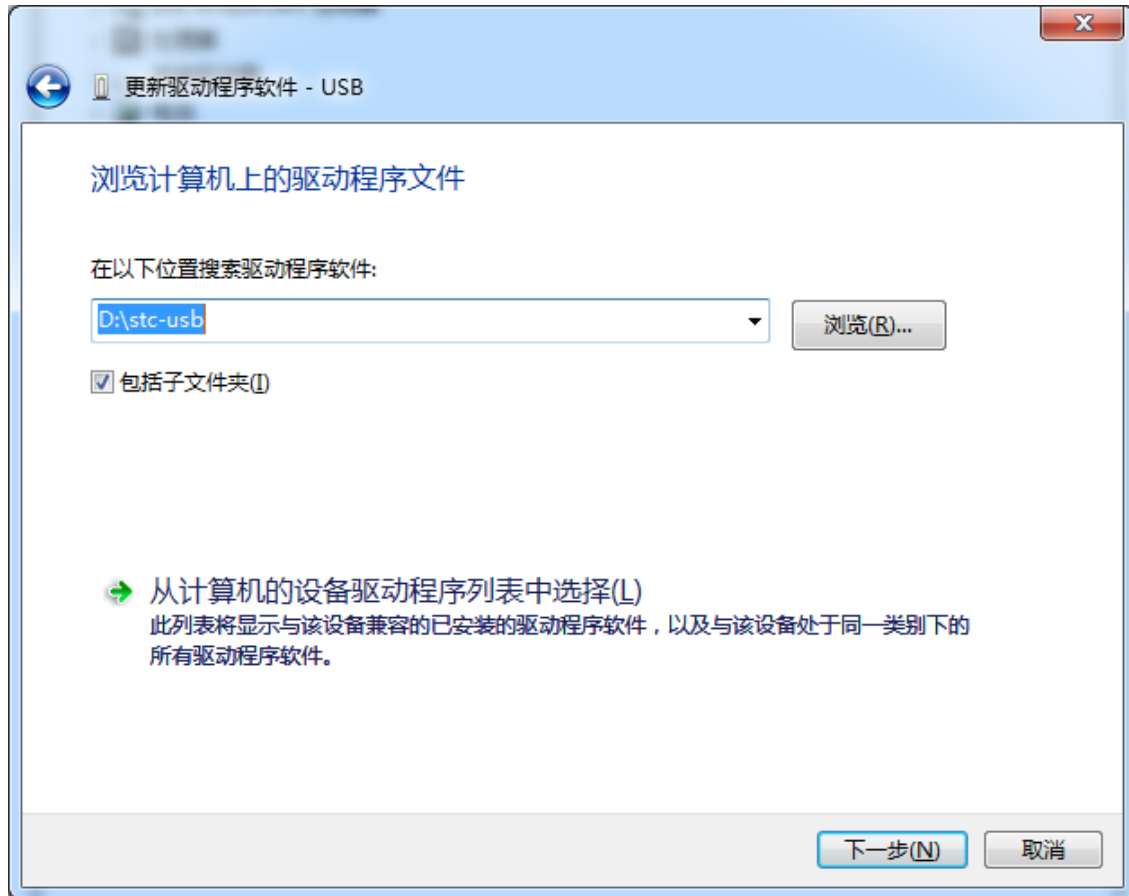 更新驱动程序软件 - USB
浏览计算机上的驱动程序文件
在以下位置搜索驱动程序软件:
D:\stc-usb
浏览(R)...
包括子文件夹(I)
从计算机的设备驱动程序列表中选择(L)
此列表将显示与该设备兼容的已安装的驱动程序软件，以及与该设备处于同一类别下的
所有驱动程序软件。
下一步(N)
取消